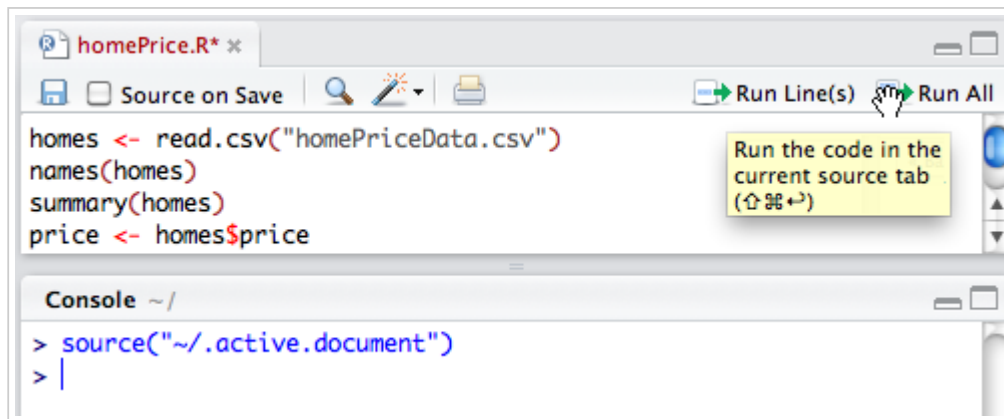 homePrice.R*
Source on Save Run Line(s) Run All
homes <- read.csv("homePriceData.csv")
names(homes)
summary(homes)
price <- homes$price
Run the code in the
current source tab
(⇧⌘↩)
Console ~/
> source("~/.active.document")
>